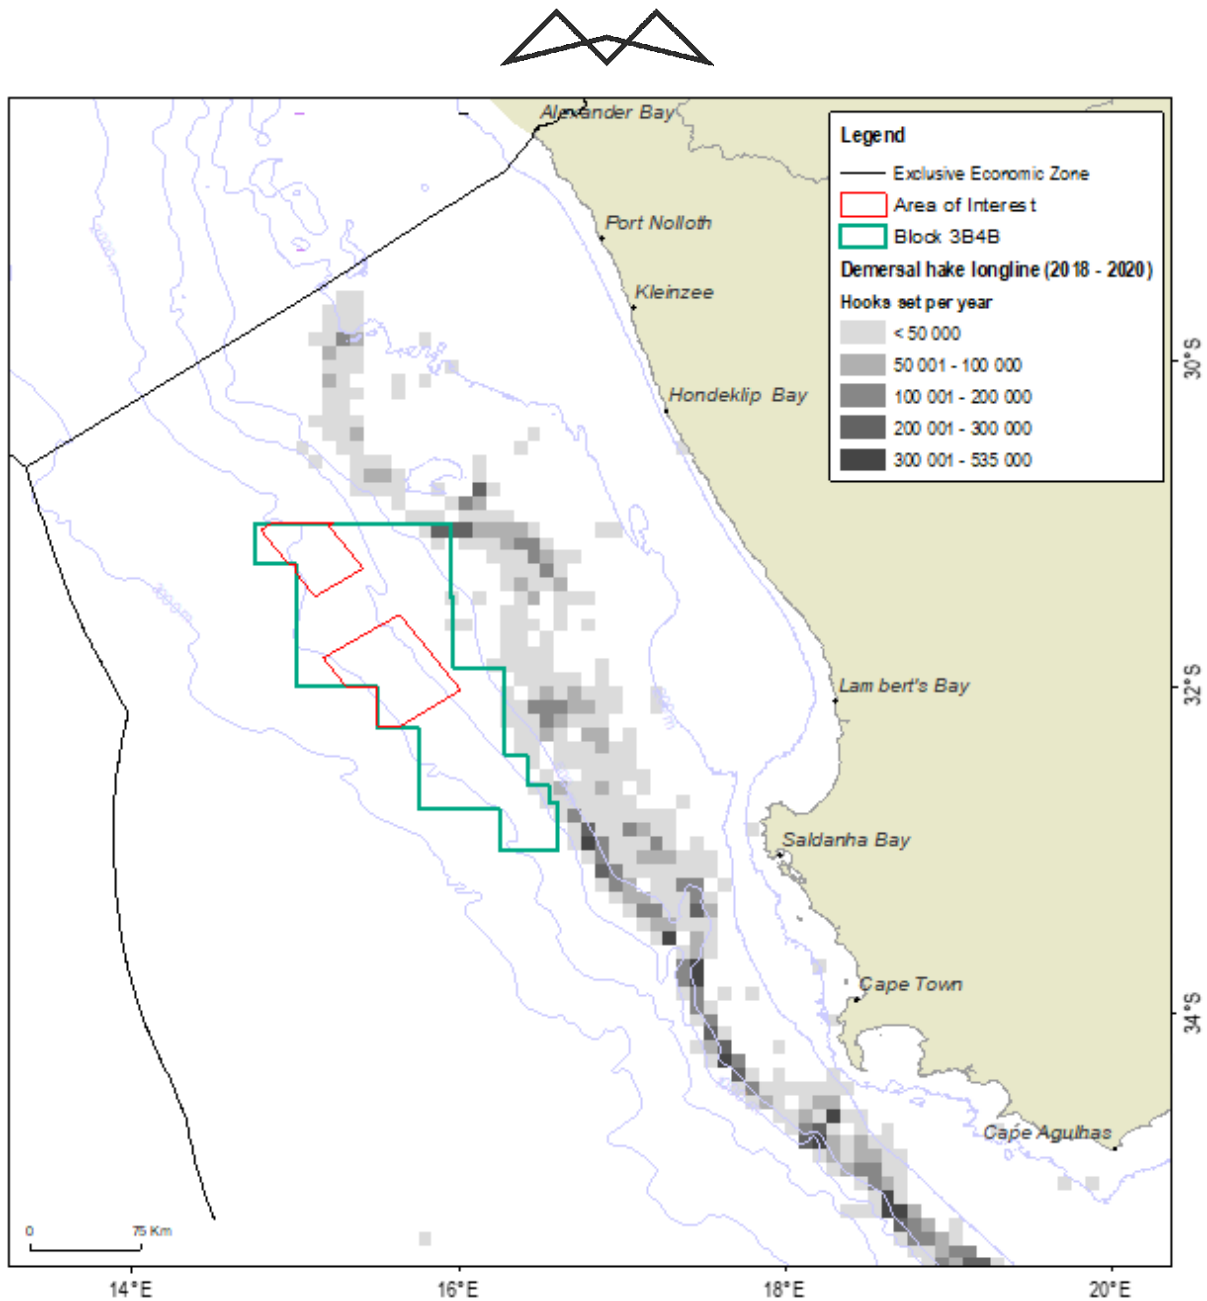 Alexander Bay
Port Nolloth
Kleinzee
Hondeklip Bay
Lambert's Bay
Saldanha Bay
Cape Town
Cape Agulhas
Legend
Exclusive Economic Zone
Area of Interest
Block 3B4B
Demersal hake longline (2018 - 2020)
Hooks set per year
< 50 000
50 001 - 100 000
100 001 - 200 000
200 001 - 300 000
300 001 - 535 000
3000m
30°S
32°S
34°S
0 75 Km
14°E 16°E 18°E 20°E